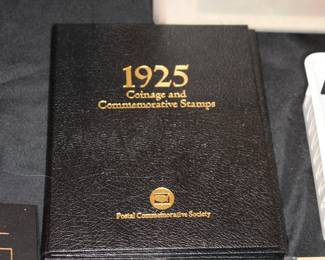 1925
Coinage and
Commemorative Stamps
Postal Commemorative Society